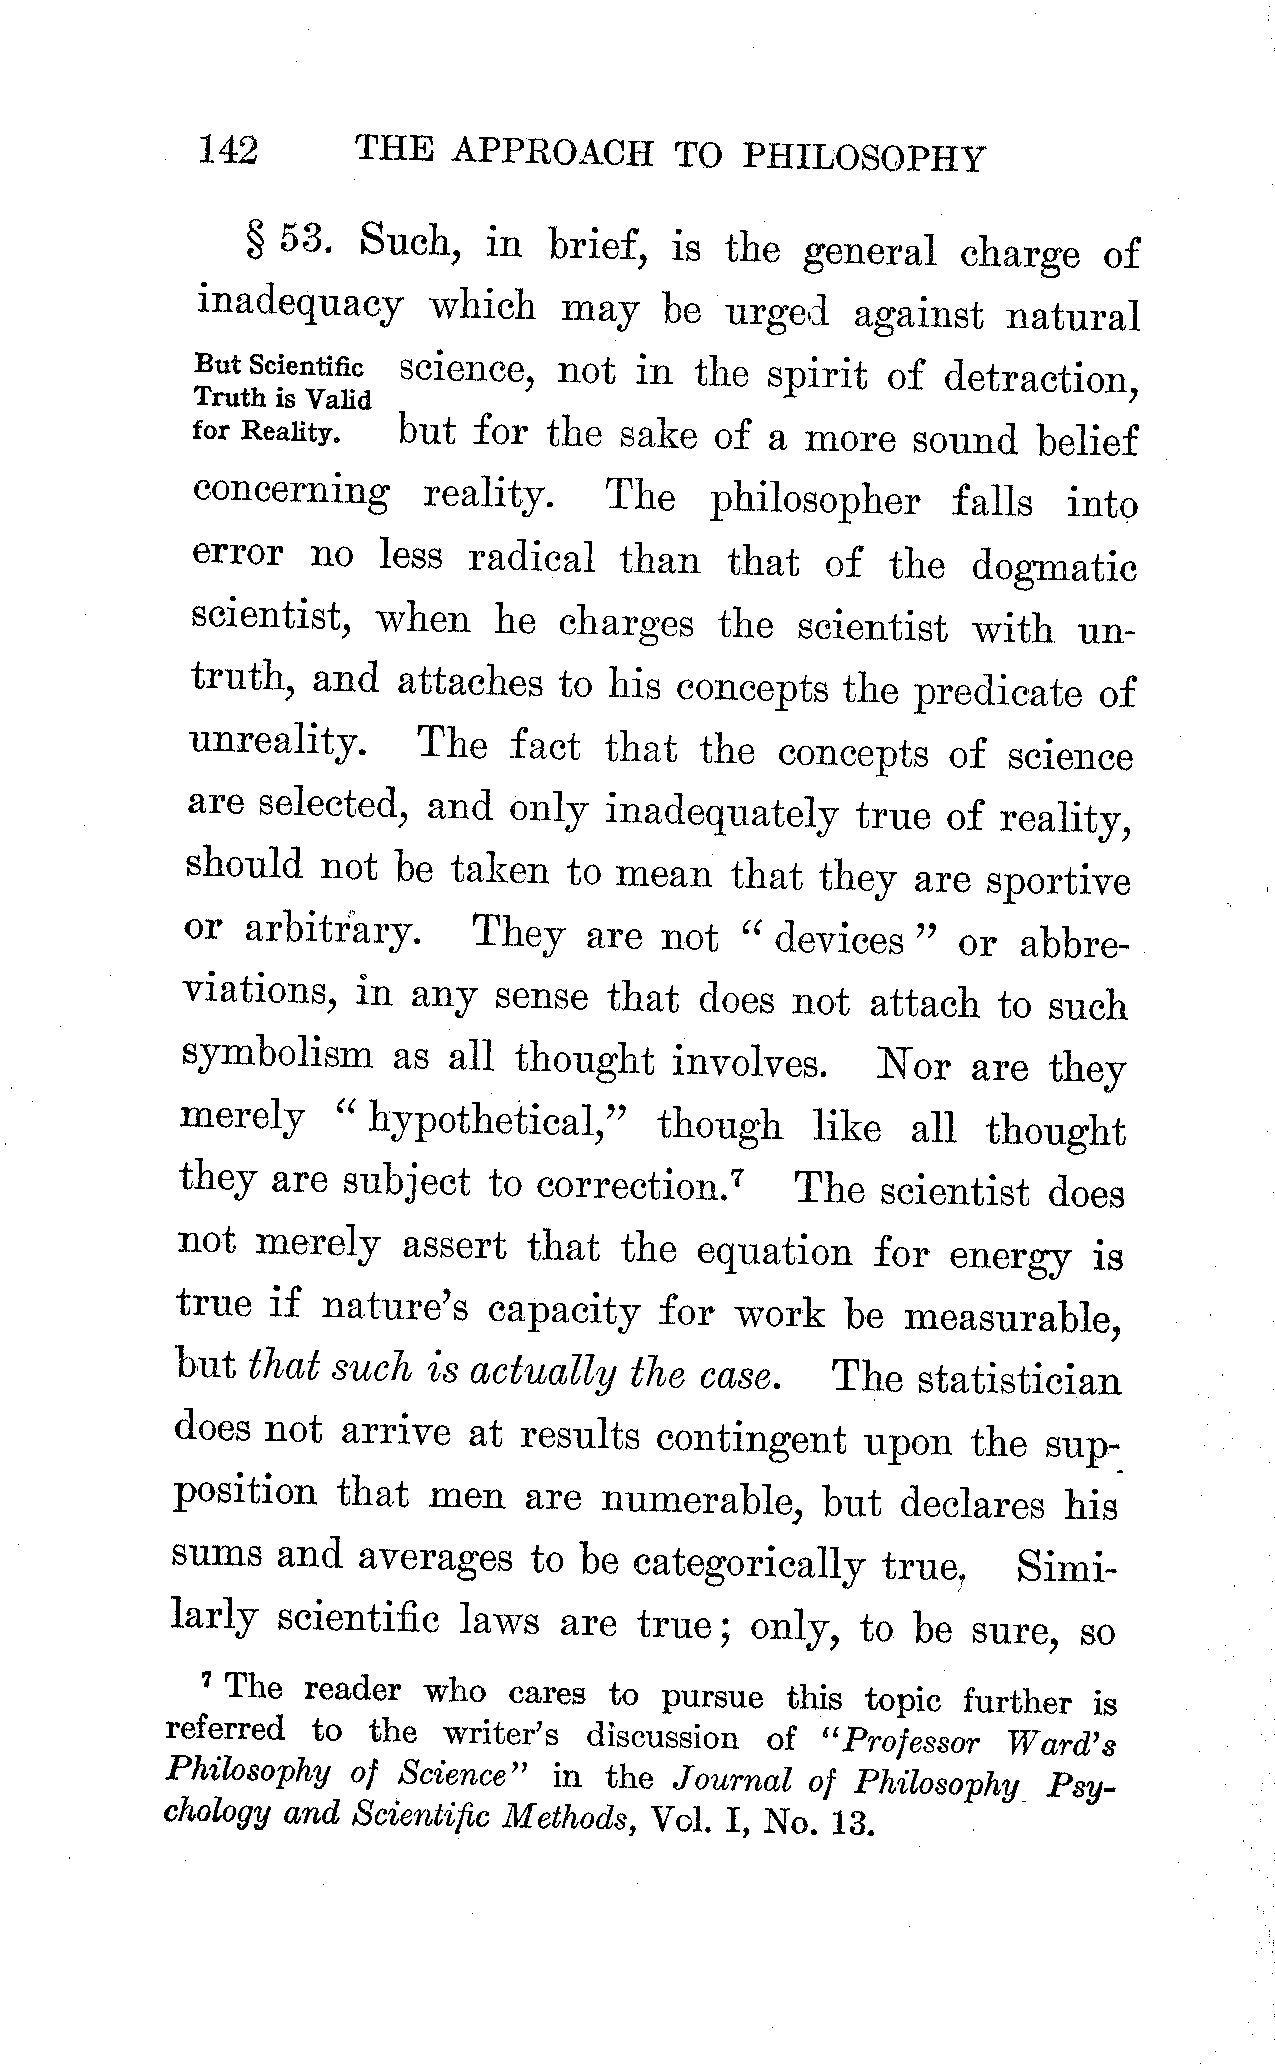 142 THE APPROACH TO PHILOSOPHY
§ 53. Such, in brief, is the general charge of
inadequacy which may be urged against natural
But Scientific
Truth is Valid
for Reality.
science, not in the spirit of detraction,
but for the sake of a more sound belief
concerning reality. The philosopher falls into
error no less radical than that of the dogmatic
scientist, when he charges the scientist with un-
truth, and attaches to his concepts the predicate of
unreality. The fact that the concepts of science
are selected, and only inadequately true of reality,
should not be taken to mean that they are sportive
or arbitrary. They are not " devices " or abbre-
viations, in any sense that does not attach to such
symbolism as all thought involves. Nor are they
merely " hypothetical," though like all thought
they are subject to correction.⁷ The scientist does
not merely assert that the equation for energy is
true if nature's capacity for work be measurable,
but that such is actually the case. The statistician
does not arrive at results contingent upon the sup-
position that men are numerable, but declares his
sums and averages to be categorically true. Simi-
larly scientific laws are true; only, to be sure, so
⁷ The reader who cares to pursue this topic further is
referred to the writer's discussion of "Professor Ward's
Philosophy of Science" in the Journal of Philosophy Psy-
chology and Scientific Methods, Vol. I, No. 13.